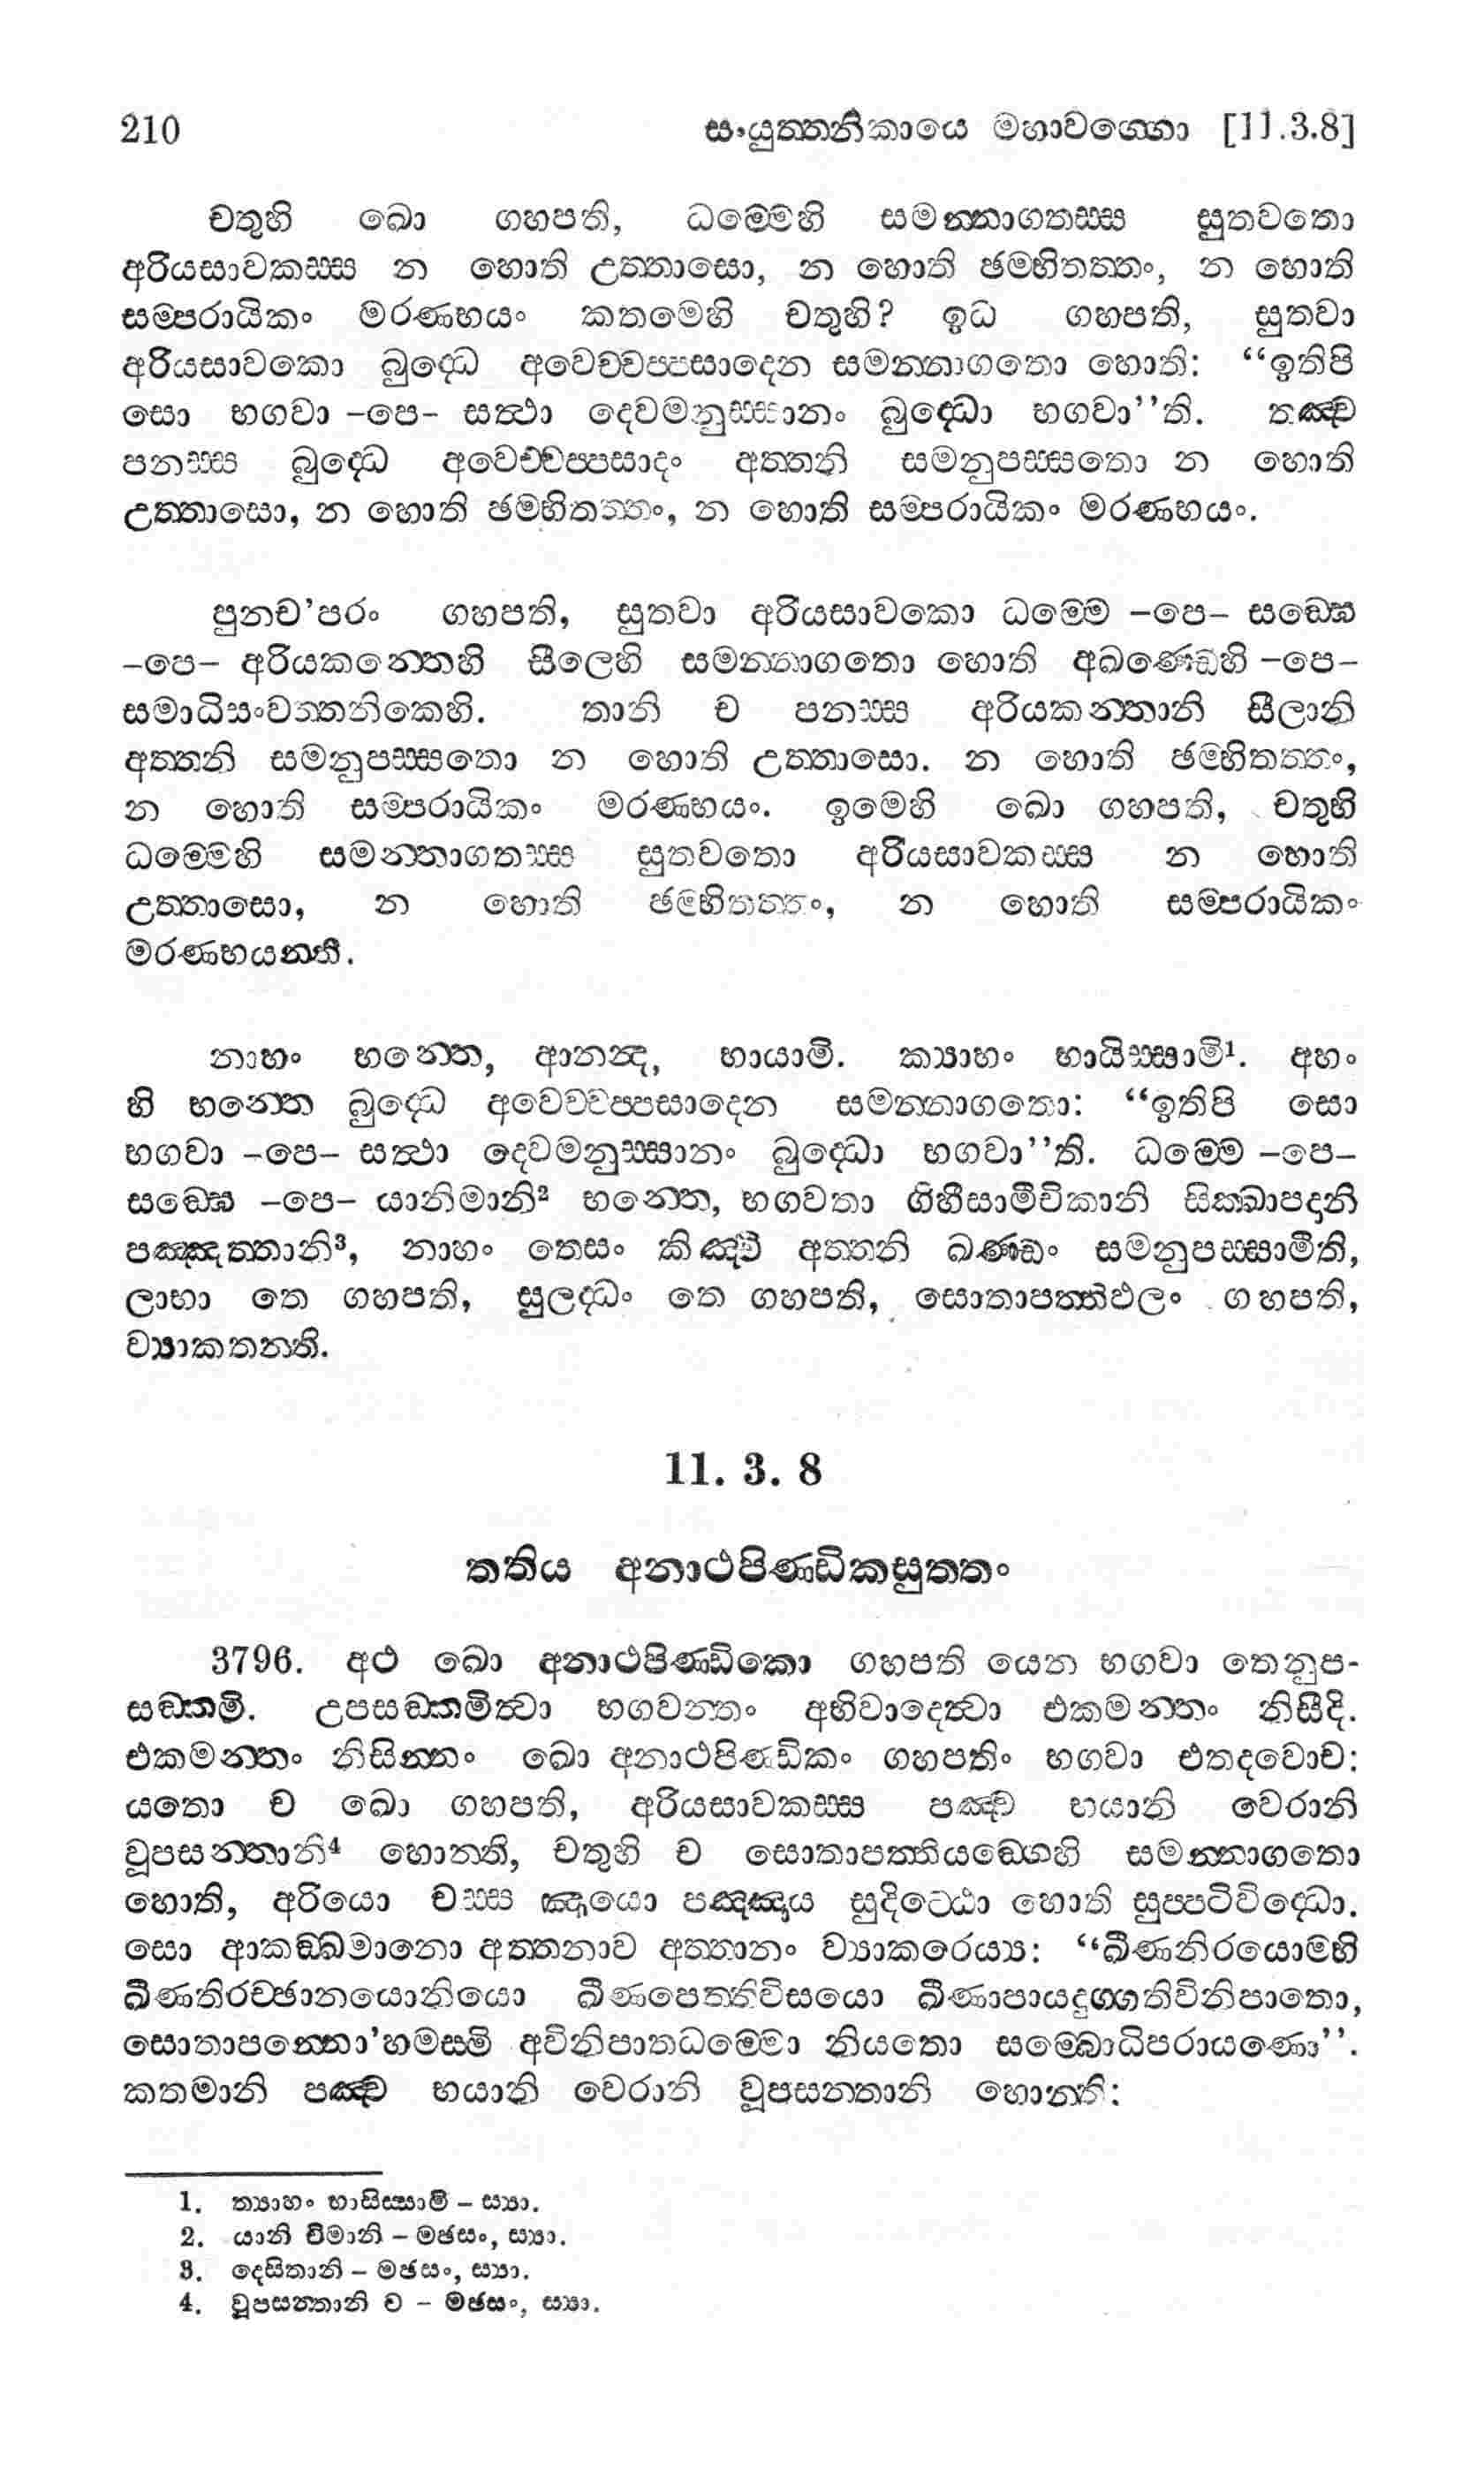 210 සංයුත්තනිකායෙ මහාවග්ගො [11.3.8]
චතුහි ඛො ගහපති, ධම්මෙහි සමන්නාගතස්ස සුතවතො
අරියසාවකස්ස න හොති උත්තාසො, න හොති ඡම්භිතත්තං, න හොති
සම්පරායිකං මරණභයං කතමෙහි චතුහි? ඉධ ගහපති, සුතවා
අරියසාවකො බුද්ධෙ අවෙච්චප්පසාදෙන සමන්නාගතො හොති: “ඉතිපි
සො භගවා –පෙ– සත්ථා දෙවමනුස්සානං බුද්ධො භගවා”ති. තඤ්ච
පනස්ස බුද්ධෙ අවෙච්චප්පසාදං අත්තනි සමනුපස්සතො න හොති
උත්තාසො, න හොති ඡම්භිතත්තං, න හොති සම්පරායිකං මරණභයං.
පුනච’පරං ගහපති, සුතවා අරියසාවකො ධම්මෙ –පෙ– සඞ්ඝෙ
–පෙ– අරියකන්තෙහි සීලෙහි සමන්නාගතො හොති අඛණ්ඩෙහි –පෙ–
සමාධිසංවත්තනිකෙහි. තානි ච පනස්ස අරියකන්තානි සීලානි
අත්තනි සමනුපස්සතො න හොති උත්තාසො. න හොති ඡම්භිතත්තං,
න හොති සම්පරායිකං මරණභයං. ඉමෙහි ඛො ගහපති, චතුහි
ධම්මෙහි සමන්නාගතස්ස සුතවතො අරියසාවකස්ස න හොති
උත්තාසො, න හොති ඡම්භිතත්තං, න හොති සම්පරායිකං
මරණභයන්ති.
නාහං භන්තෙ, ආනන්ද, භායාමි. ක්‍යාහං භායිස්සාමි¹. අහං
හි භන්තෙ බුද්ධෙ අවෙච්චප්පසාදෙන සමන්නාගතො: “ඉතිපි සො
භගවා –පෙ– සත්ථා දෙවමනුස්සානං බුද්ධො භගවා”ති. ධම්මෙ –පෙ–
සඞ්ඝෙ –පෙ– යානිමානි² භන්තෙ, භගවතා ගිහීසාමීචිකානි සික්ඛාපදානි
පඤ්ඤත්තානි³, නාහං තෙසං කිඤ්චි අත්තනි ඛණ්ඩං සමනුපස්සාමීති,
ලාභා තෙ ගහපති, සුලද්ධං තෙ ගහපති, සොතාපත්තිඵලං ගහපති,
ව්‍යාකතන්ති.
11. 3. 8
තතිය අනාථපිණ්ඩිකසුත්තං
3796. අථ ඛො අනාථපිණ්ඩිකො ගහපති යෙන භගවා තෙනුප-
සඞ්කමි. උපසඞ්කමිත්වා භගවන්තං අභිවාදෙත්වා එකමන්තං නිසීදි.
එකමන්තං නිසින්නං ඛො අනාථපිණ්ඩිකං ගහපතිං භගවා එතදවොච:
යතො ච ඛො ගහපති, අරියසාවකස්ස පඤ්ච භයානි වෙරානි
වූපසන්තානි⁴ හොන්ති, චතුහි ච සොතාපත්තියඞ්ගෙහි සමන්නාගතො
හොති, අරියො චස්ස ඤායො පඤ්ඤාය සුදිට්ඨො හොති සුප්පටිවිද්ධො.
සො ආකඞ්ඛමානො අත්තනාව අත්තානං ව්‍යාකරෙය්‍ය: “ඛීණනිරයොම්හි
ඛීණතිරච්ඡානයොනියො ඛීණපෙත්තිවිසයො ඛීණාපායදුග්ගතිවිනිපාතො,
සොතාපන්නො’හමස්මි අවිනිපාතධම්මො නියතො සම්බොධිපරායණො”.
කතමානි පඤ්ච භයානි වෙරානි වූපසන්තානි හොන්ති:
1. ත්‍යාහං භාසිස්සාමි – ස්‍යා.
2. යානි චිමානි – මඡසං, ස්‍යා.
3. දෙසිතානි – මඡසං, ස්‍යා.
4. වූපසන්තානි ච – මඡසං, ස්‍යා.